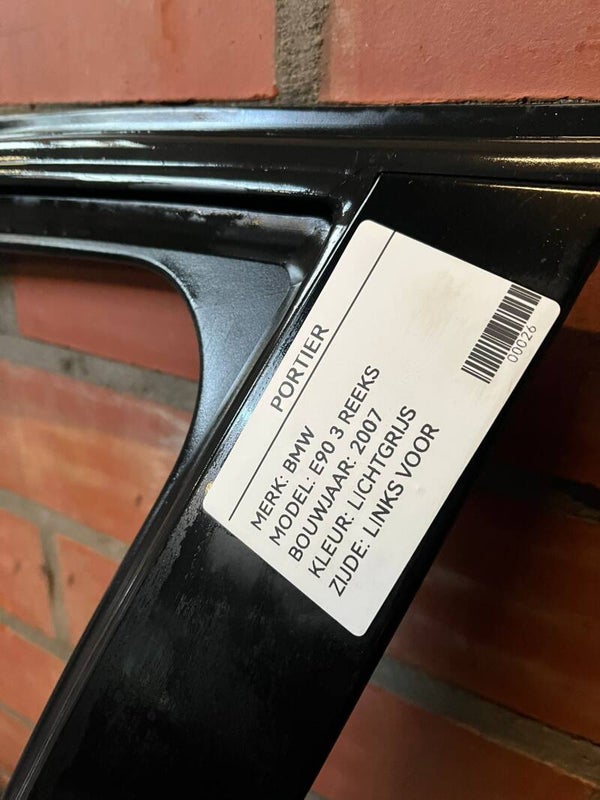 PORTIER
MERK: BMW
MODEL: E90 3 REEKS
BOUWJAAR: 2007
KLEUR: LICHTGRIJS
ZIJDE: LINKS VOOR
00026